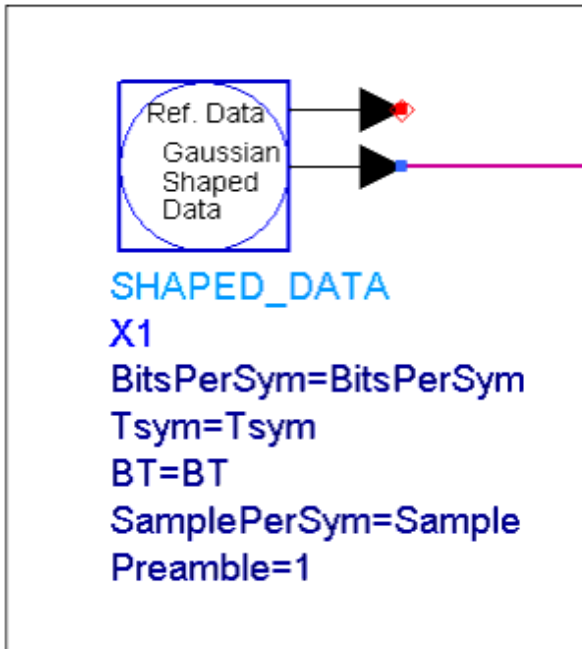 Ref. Data
Gaussian
Shaped
Data
SHAPED_DATA
X1
BitsPerSym=BitsPerSym
Tsym=Tsym
BT=BT
SamplePerSym=Sample
Preamble=1